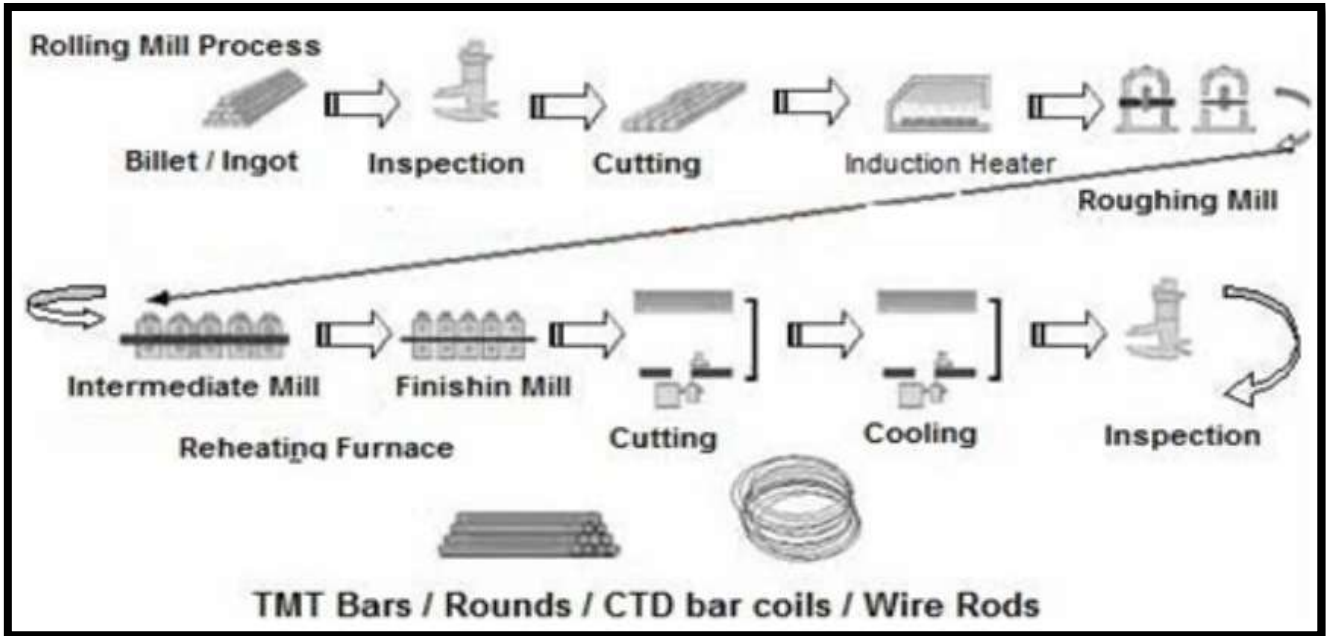 Rolling Mill Process
Billet / Ingot
Inspection
Cutting
Induction Heater
Roughing Mill
Intermediate Mill
Finishin Mill
Cutting
Cooling
Inspection
Reheating Furnace
TMT Bars / Rounds / CTD bar coils / Wire Rods